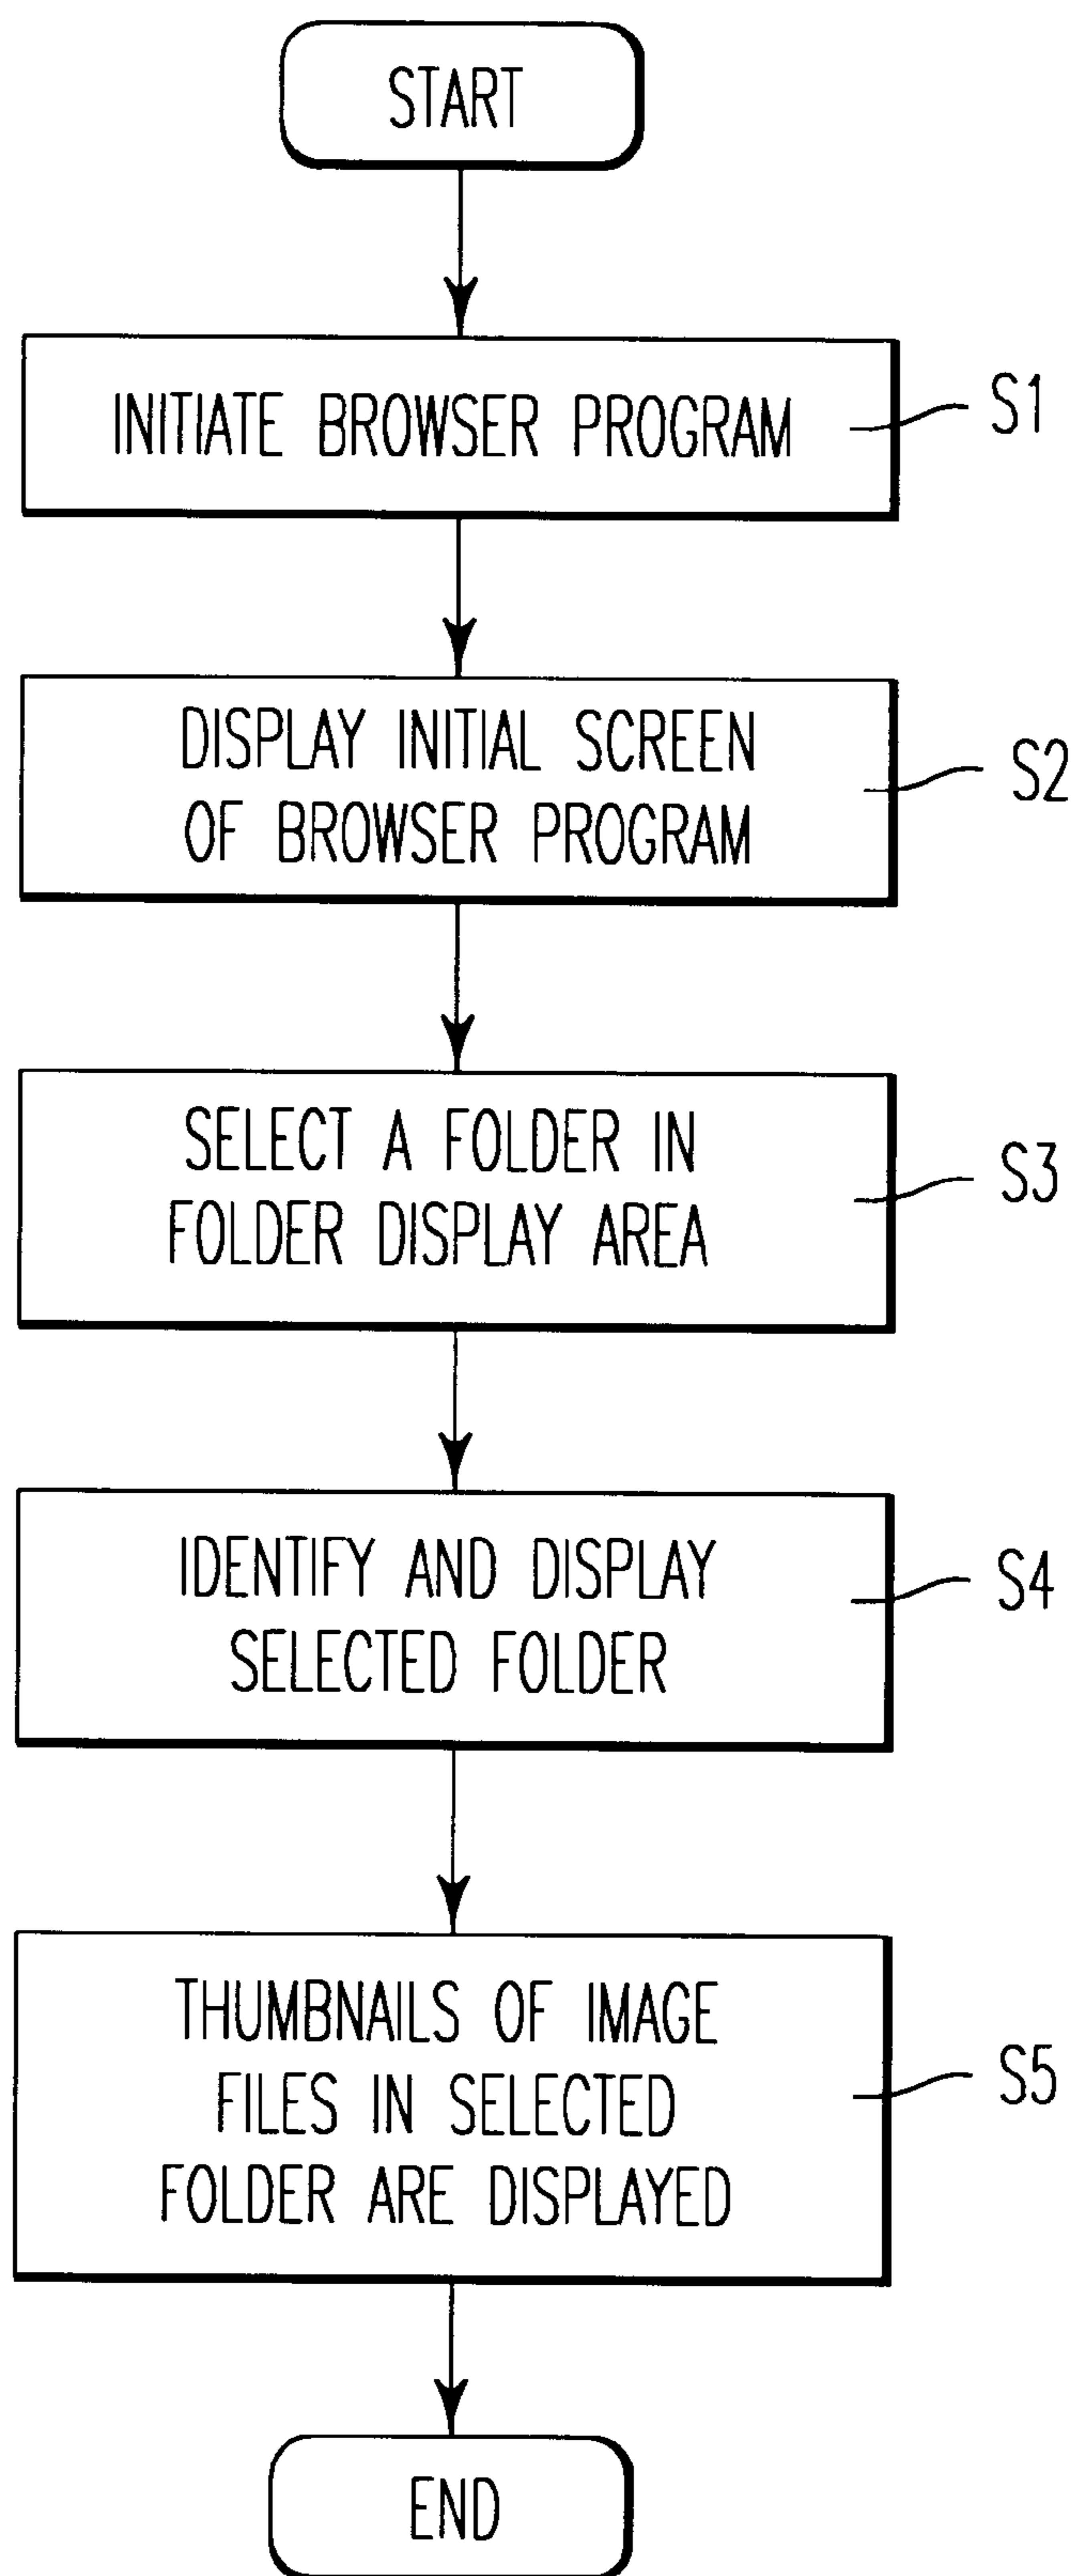 START
INITIATE BROWSER PROGRAM
S1
DISPLAY INITIAL SCREEN
OF BROWSER PROGRAM
S2
SELECT A FOLDER IN
FOLDER DISPLAY AREA
S3
IDENTIFY AND DISPLAY
SELECTED FOLDER
S4
THUMBNAILS OF IMAGE
FILES IN SELECTED
FOLDER ARE DISPLAYED
S5
END